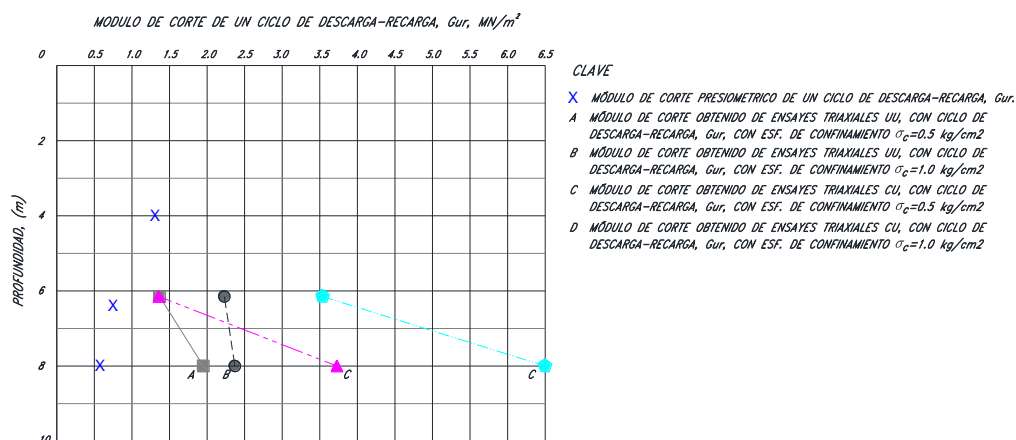 MODULO DE CORTE DE UN CICLO DE DESCARGA-RECARGA, Gur, MN/m²
0 0.5 1.0 1.5 2.0 2.5 3.0 3.5 4.0 4.5 5.0 5.5 6.0 6.5
2
4
6
8
10
PROFUNDIDAD, (m)
X
X
X
A B C C
CLAVE
X MÓDULO DE CORTE PRESIOMETRICO DE UN CICLO DE DESCARGA-RECARGA, Gur.
A MÓDULO DE CORTE OBTENIDO DE ENSAYES TRIAXIALES UU, CON CICLO DE
DESCARGA-RECARGA, Gur, CON ESF. DE CONFINAMIENTO σc=0.5 kg/cm2
B MÓDULO DE CORTE OBTENIDO DE ENSAYES TRIAXIALES UU, CON CICLO DE
DESCARGA-RECARGA, Gur, CON ESF. DE CONFINAMIENTO σc=1.0 kg/cm2
C MÓDULO DE CORTE OBTENIDO DE ENSAYES TRIAXIALES CU, CON CICLO DE
DESCARGA-RECARGA, Gur, CON ESF. DE CONFINAMIENTO σc=0.5 kg/cm2
D MÓDULO DE CORTE OBTENIDO DE ENSAYES TRIAXIALES CU, CON CICLO DE
DESCARGA-RECARGA, Gur, CON ESF. DE CONFINAMIENTO σc=1.0 kg/cm2